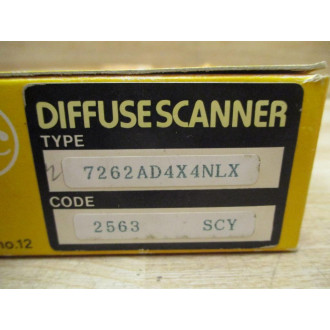 DIFFUSE SCANNER
TYPE
7262AD4X4NLX
CODE
2563 SCY
no.12